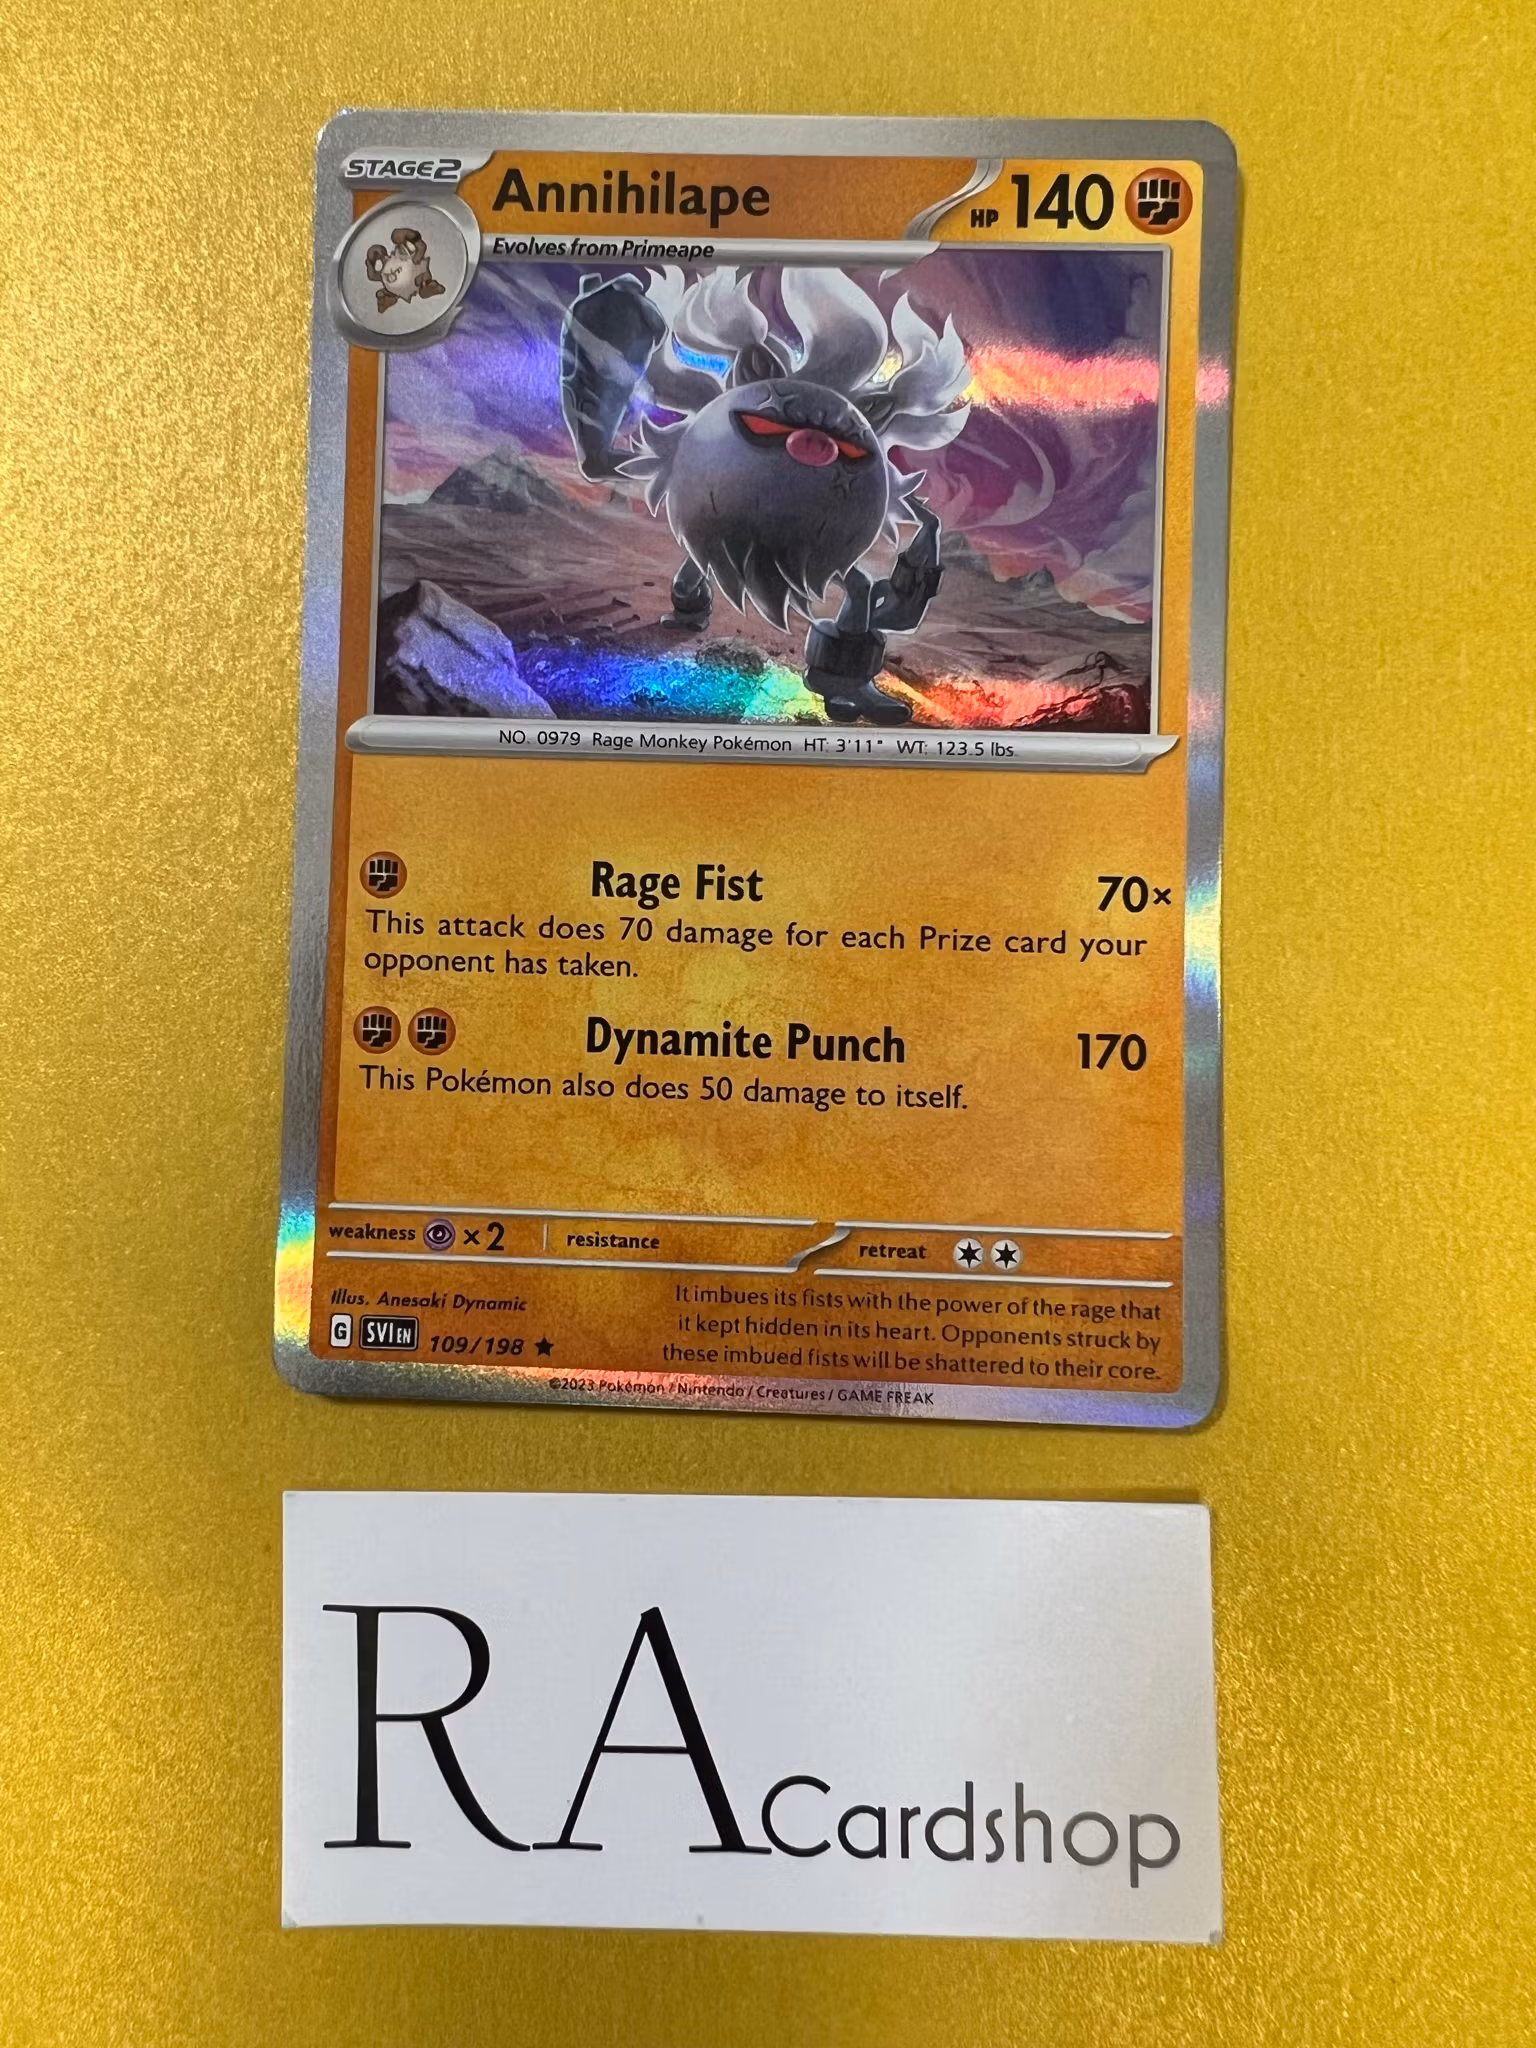 STAGE2
Annihilape
HP 140
Evolves from Primeape
NO. 0979 Rage Monkey Pokémon HT: 3'11" WT: 123.5 lbs.
Rage Fist 70×
This attack does 70 damage for each Prize card your
opponent has taken.
Dynamite Punch 170
This Pokémon also does 50 damage to itself.
weakness ×2 resistance retreat
Illus. Anesaki Dynamic
G SVI EN 109/198 ★
It imbues its fists with the power of the rage that
it kept hidden in its heart. Opponents struck by
these imbued fists will be shattered to their core.
©2023 Pokémon / Nintendo / Creatures / GAME FREAK
RA Cardshop